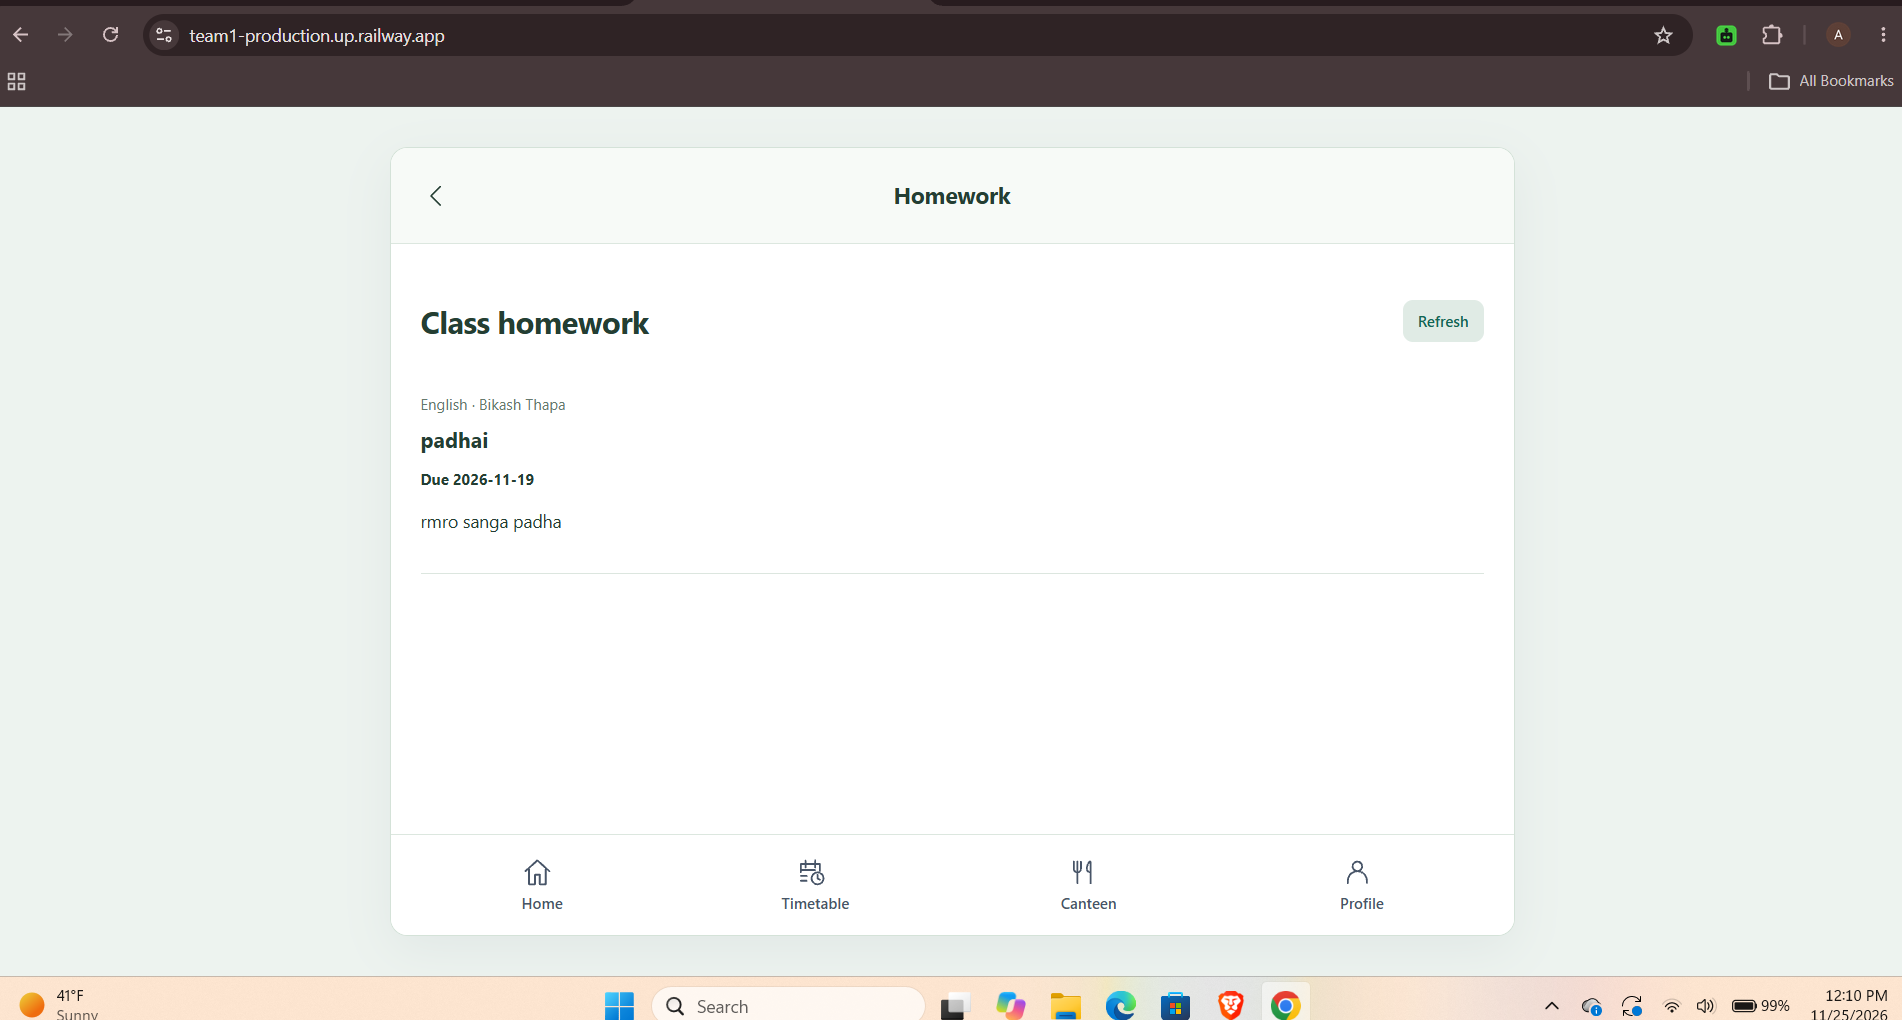 team1-production.up.railway.app
A
All Bookmarks
Homework
Class homework
Refresh
English · Bikash Thapa
padhai
Due 2026-11-19
rmro sanga padha
Home
Timetable
Canteen
Profile
41°F
Sunny
Search
99%
12:10 PM
11/25/2026